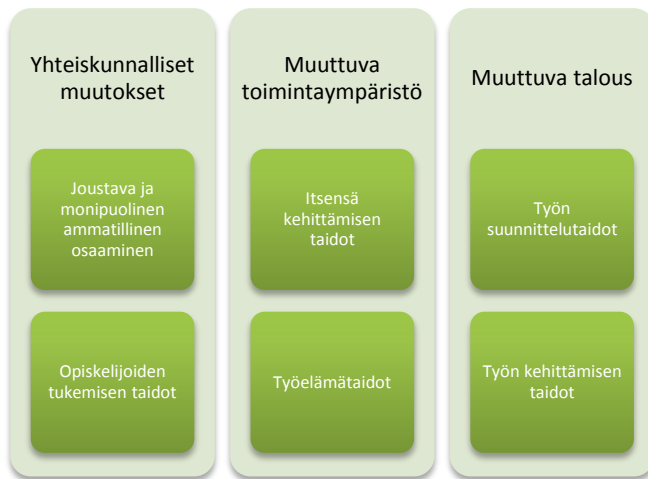 Yhteiskunnalliset
muutokset
Joustava ja
monipuolinen
ammatillinen
osaaminen
Opiskelijoiden
tukemisen taidot
Muuttuva
toimintaympäristö
Itsensä
kehittämisen
taidot
Työelämätaidot
Muuttuva talous
Työn
suunnittelutaidot
Työn kehittämisen
taidot